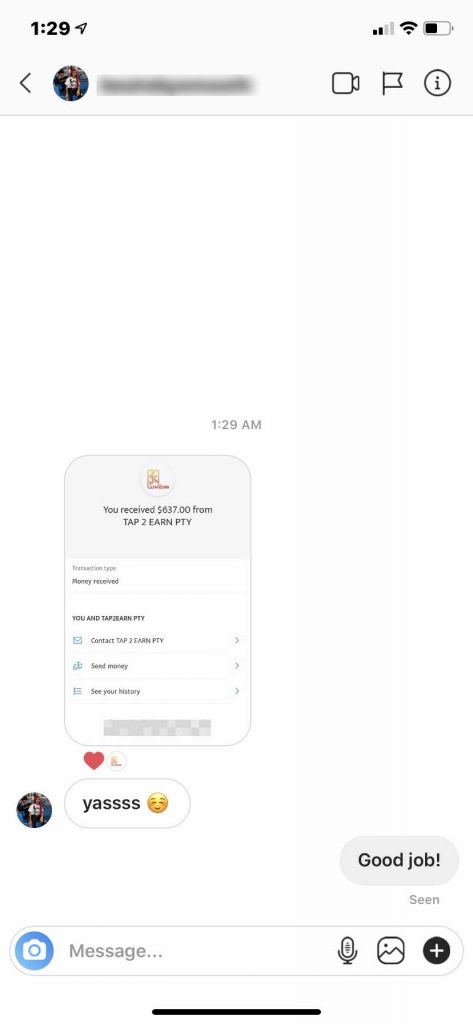 1:29
1:29 AM
You received $637.00 from
TAP 2 EARN PTY
Transaction type
Money received
YOU AND TAP2EARN PTY
Contact TAP 2 EARN PTY
Send money
See your history
yassss ☺️
Good job!
Seen
Message...